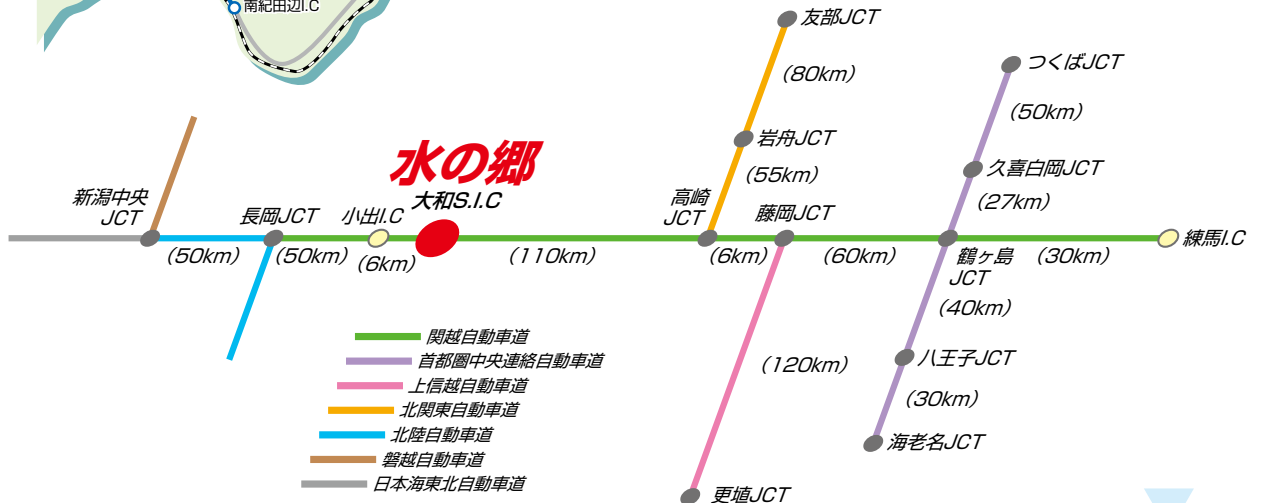 南紀田辺I.C
友部JCT
つくばJCT
(80km)
(50km)
岩舟JCT
久喜白岡JCT
(55km)
(27km)
水の郷
大和S.I.C
新潟中央
JCT
長岡JCT
小出I.C
高崎
JCT
藤岡JCT
練馬I.C
(50km)
(50km)
(6km)
(110km)
(6km)
(60km)
鶴ヶ島
JCT
(30km)
(40km)
八王子JCT
(120km)
(30km)
海老名JCT
更埴JCT
関越自動車道
首都圏中央連絡自動車道
上信越自動車道
北関東自動車道
北陸自動車道
磐越自動車道
日本海東北自動車道